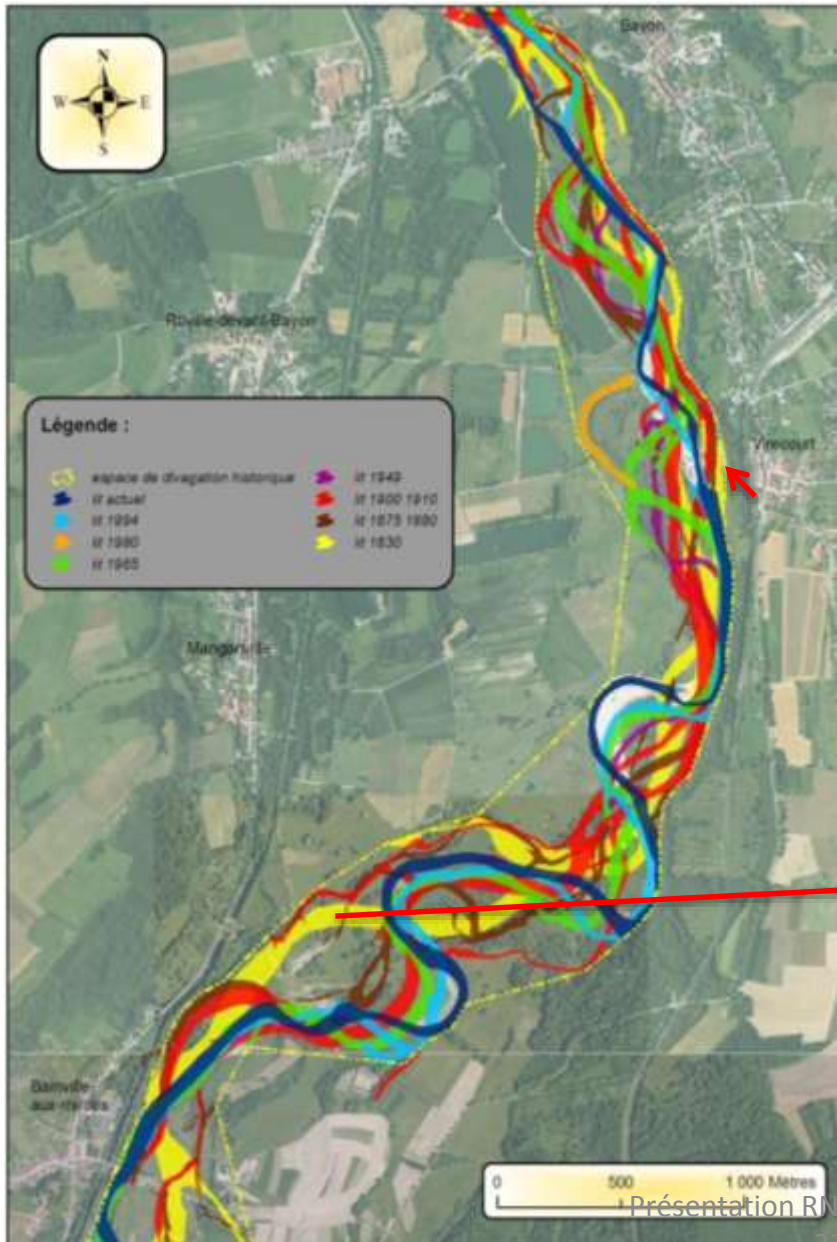 N
W E
S
Bayon
Roville-devant-Bayon
Légende :
espace de divagation historique
lit actuel
lit 1994
lit 1980
lit 1965
lit 1949
lit 1900 1910
lit 1875 1880
lit 1830
Virecourt
Mangonville
Bainville-
aux-miroirs
0 500 1 000 Mètres
Présentation RN